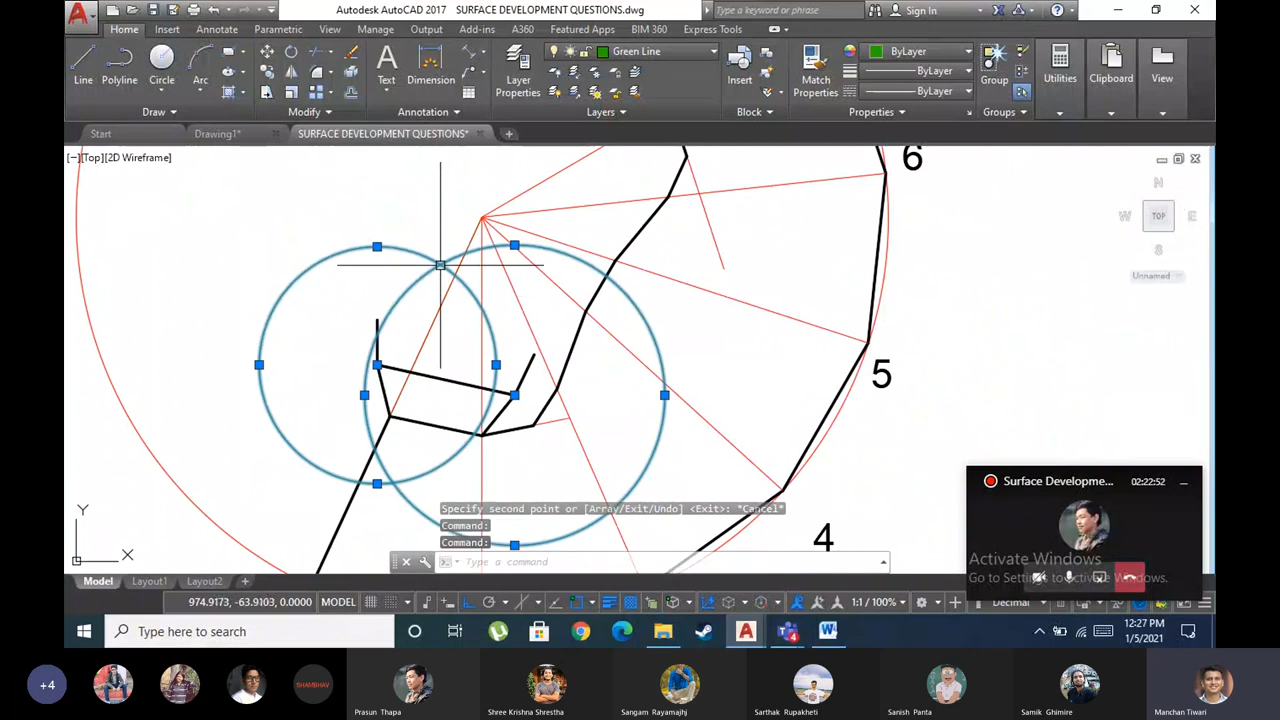 Autodesk AutoCAD 2017 SURFACE DEVELOPMENT QUESTIONS.dwg
Type a keyword or phrase
Sign In
Home Insert Annotate Parametric View Manage Output Add-ins A360 Featured Apps BIM 360 Express Tools
Green Line
ByLayer
ByLayer
ByLayer
Line Polyline Circle Arc
Text Dimension
Layer Properties
Insert
Match Properties
Group
Utilities Clipboard View
Draw Modify Annotation Layers Block Properties Groups
Start Drawing1* SURFACE DEVELOPMENT QUESTIONS*
[−][Top][2D Wireframe]
6
N
W TOP E
S
Unnamed
5
Surface Developme... 02:22:52
4
Specify second point or [Array/Exit/Undo] <Exit>: *Cancel*
Command:
Command:
Type a command
Y
X
Activate Windows
Go to Settings to activate Windows.
Model Layout1 Layout2
974.9173, -63.9103, 0.0000 MODEL 1:1 / 100% Decimal
Type here to search
12:27 PM
1/5/2021
+4
SHAMBHAV
Prasun Thapa
Shree Krishna Shrestha
Sangam Rayamajhj
Sarthak Rupakheti
Sanish Panta
Samik Ghimire
Manchan Tiwari